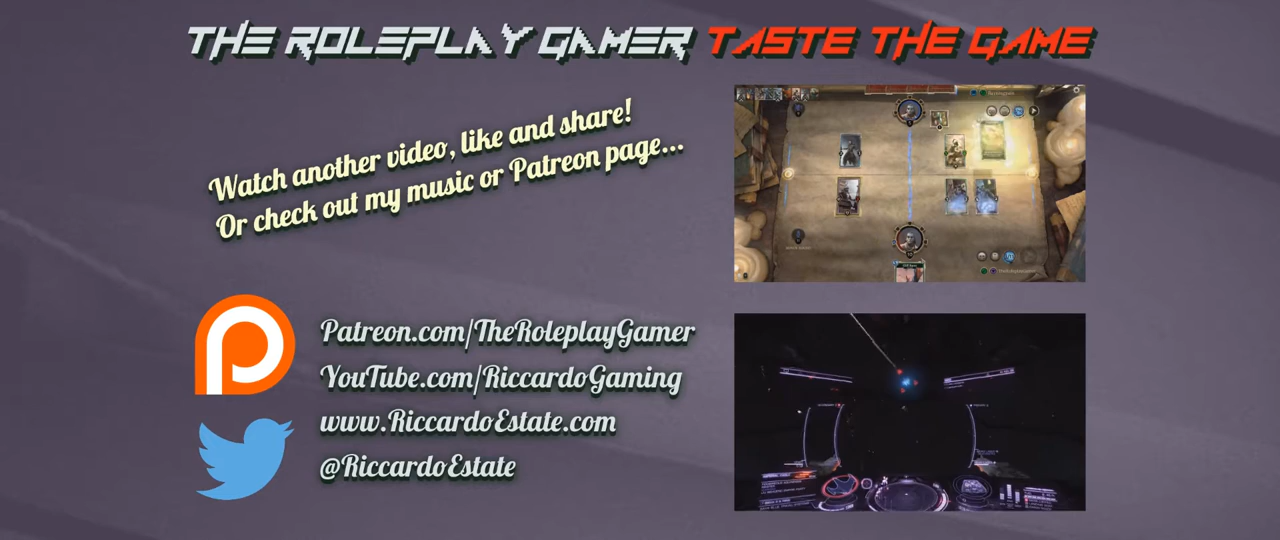 THE ROLEPLAY GAMER TASTE THE GAME
Watch another video, like and share!
Or check out my music or Patreon page...
Patreon.com/TheRoleplayGamer
YouTube.com/RiccardoGaming
www.RiccardoEstate.com
@RiccardoEstate